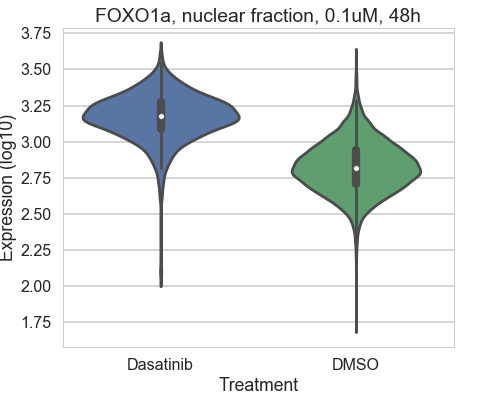 FOXO1a, nuclear fraction, 0.1uM, 48h
3.75
3.50
3.25
3.00
2.75
2.50
2.25
2.00
1.75
Expression (log10)
Dasatinib DMSO
Treatment